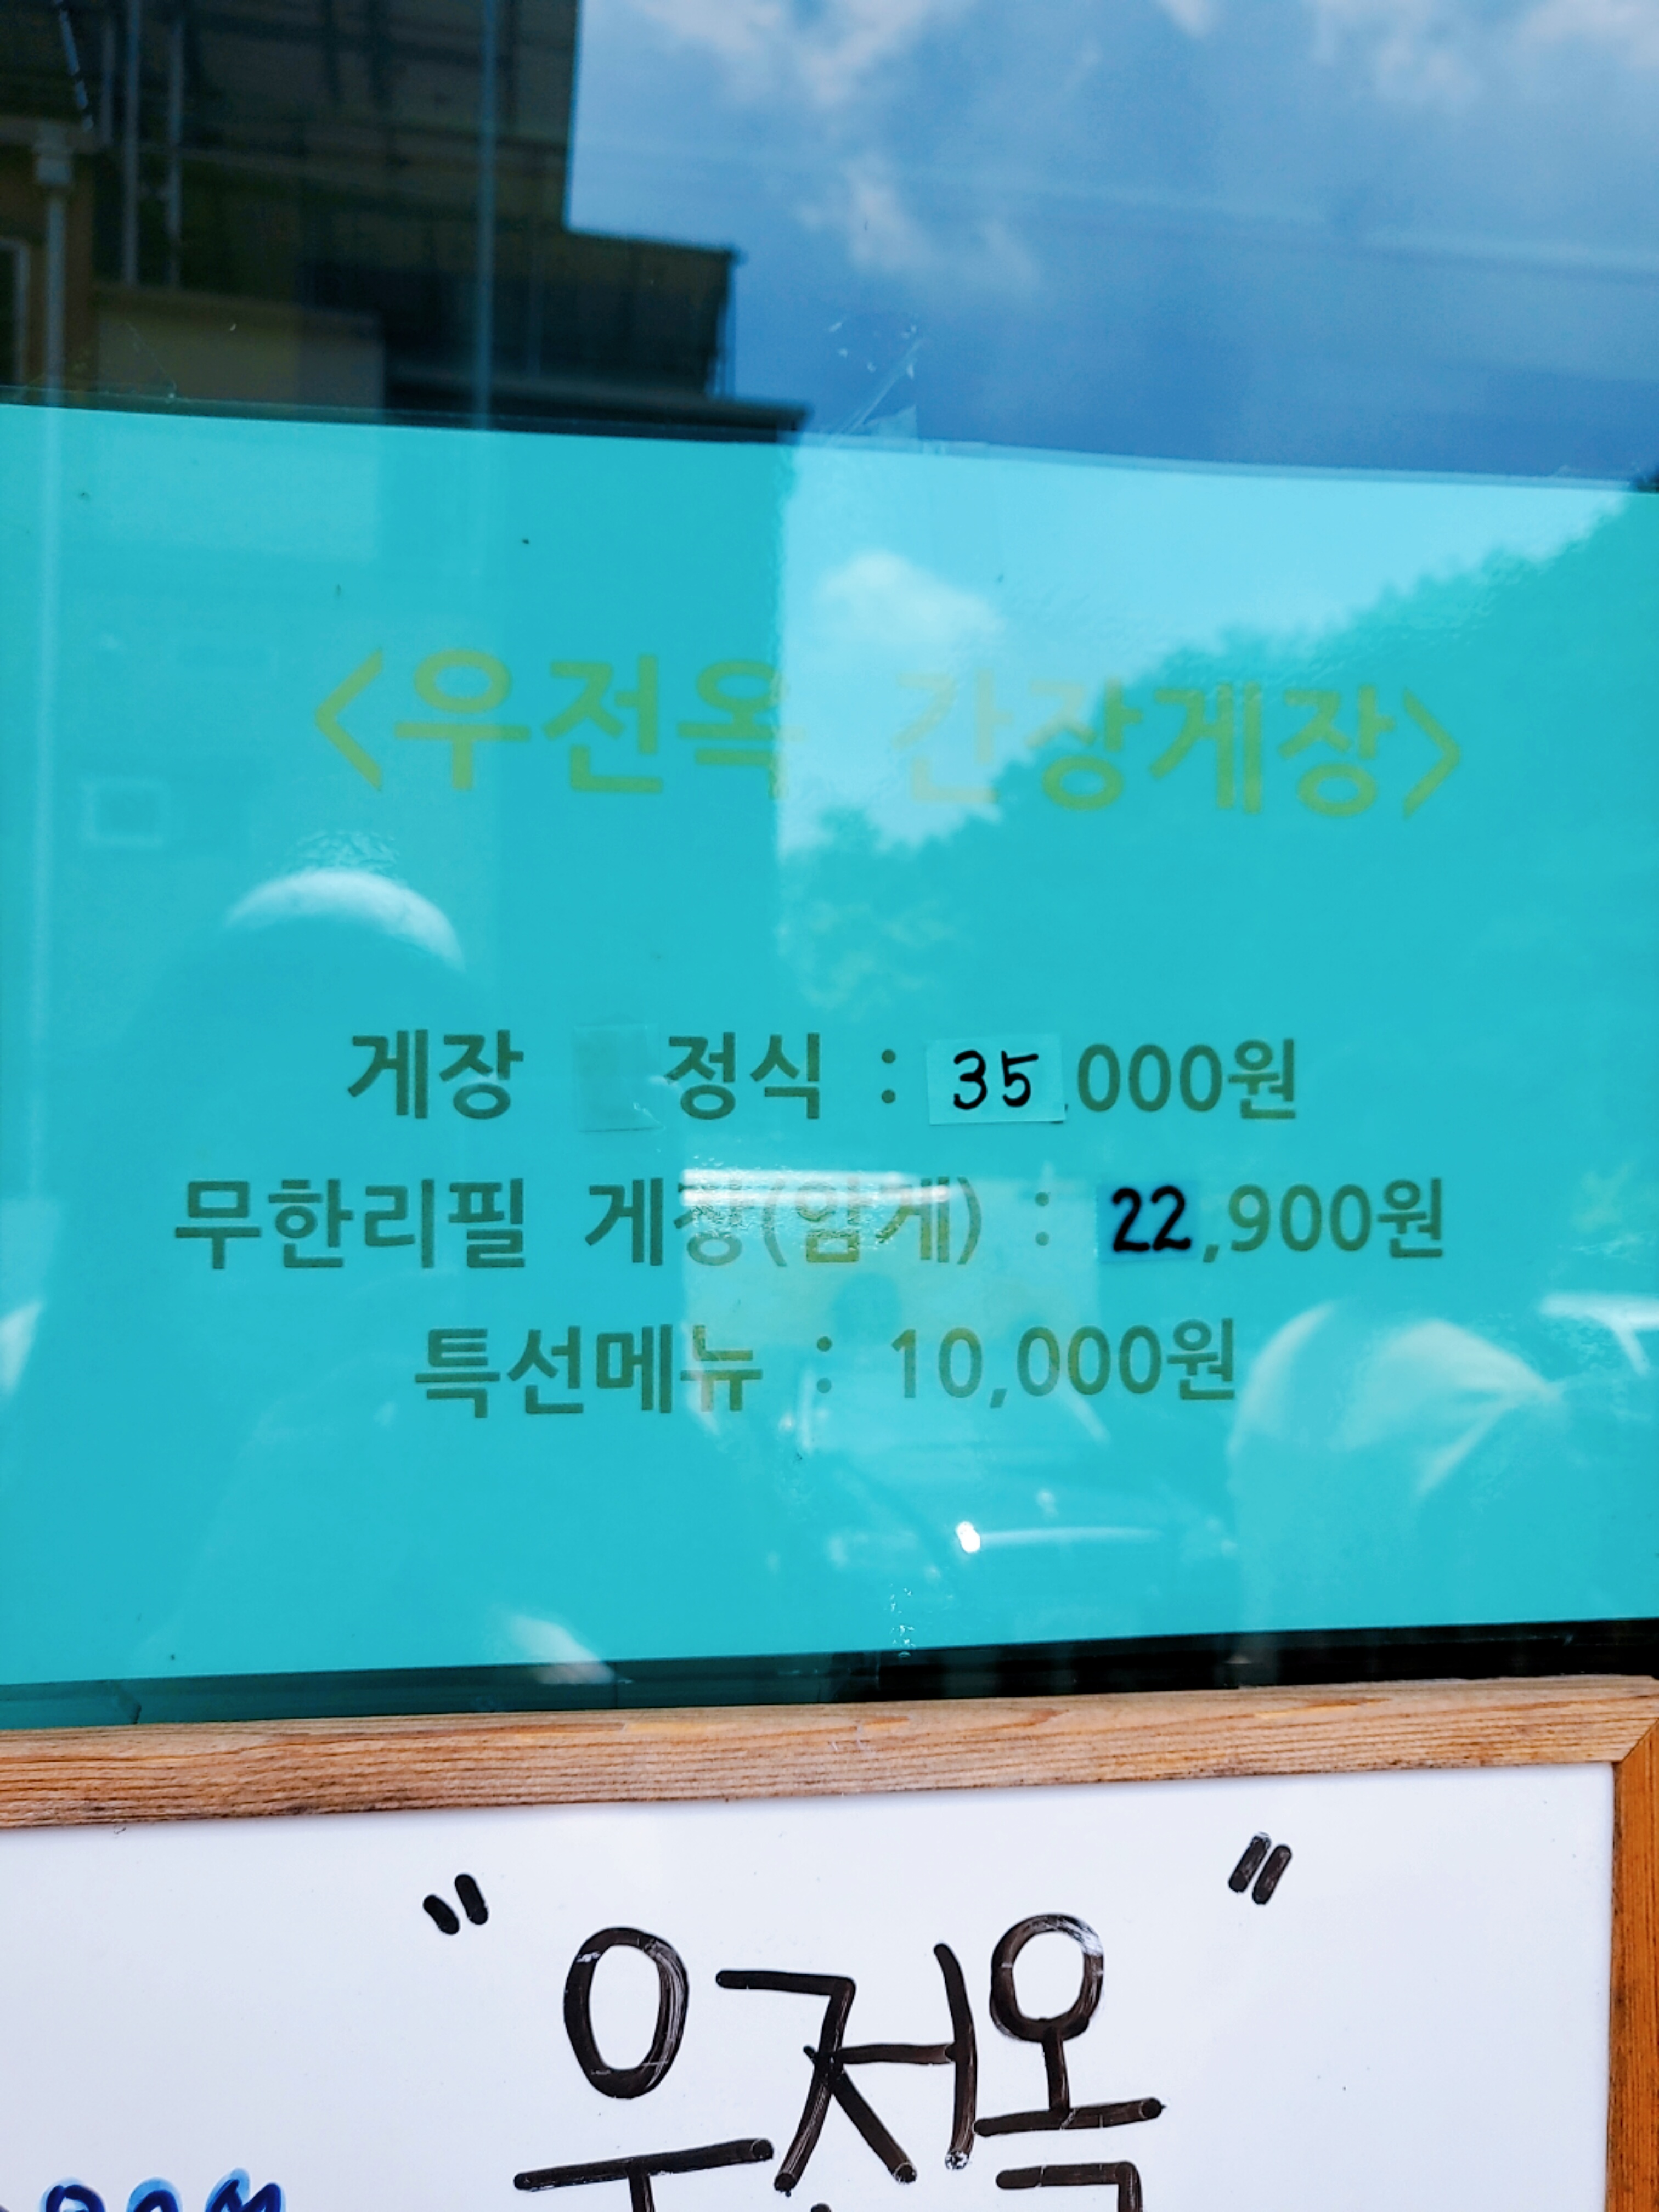 <우전옥 간장게장>
게장 정식 : 35,000원
무한리필 게장(암게) : 22,900원
특선메뉴 : 10,000원
"우전옥"